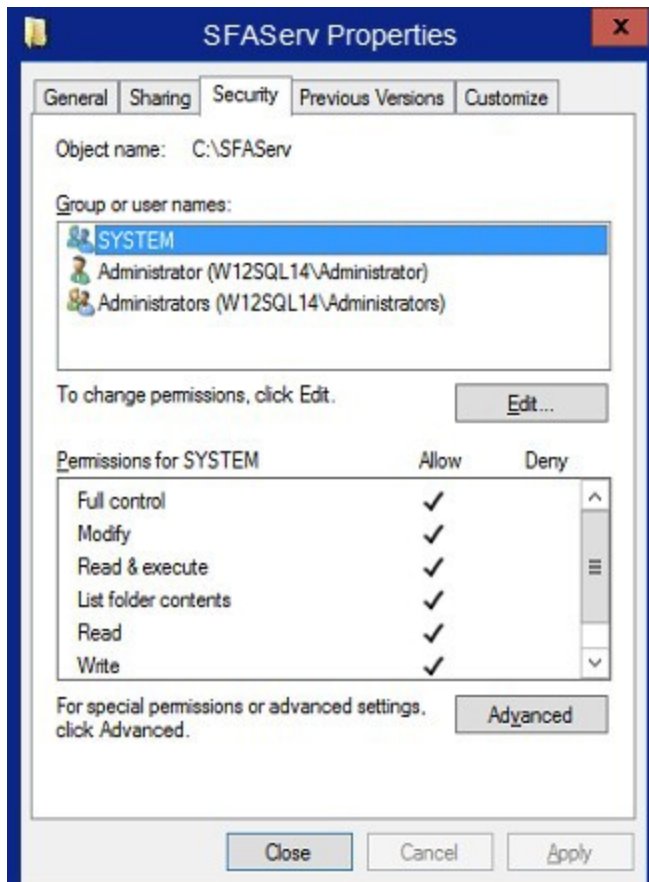 SFAServ Properties
x
General Sharing Security Previous Versions Customize
Object name: C:\SFAServ
Group or user names:
SYSTEM
Administrator (W12SQL14\Administrator)
Administrators (W12SQL14\Administrators)
To change permissions, click Edit.
Edit...
Permissions for SYSTEM Allow Deny
Full control
Modify
Read & execute
List folder contents
Read
Write
For special permissions or advanced settings,
click Advanced.
Advanced
Close Cancel Apply